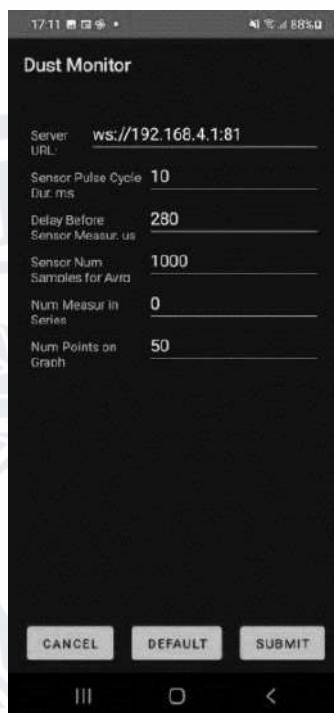 17:11
88%
Dust Monitor
Server URL:
ws://192.168.4.1:81
Sensor Pulse Cycle
Dur. ms
10
Delay Before
Sensor Measur. us
280
Sensor Num
Samples for Avrg
1000
Num Measur in
Series
0
Num Points on
Graph
50
CANCEL DEFAULT SUBMIT